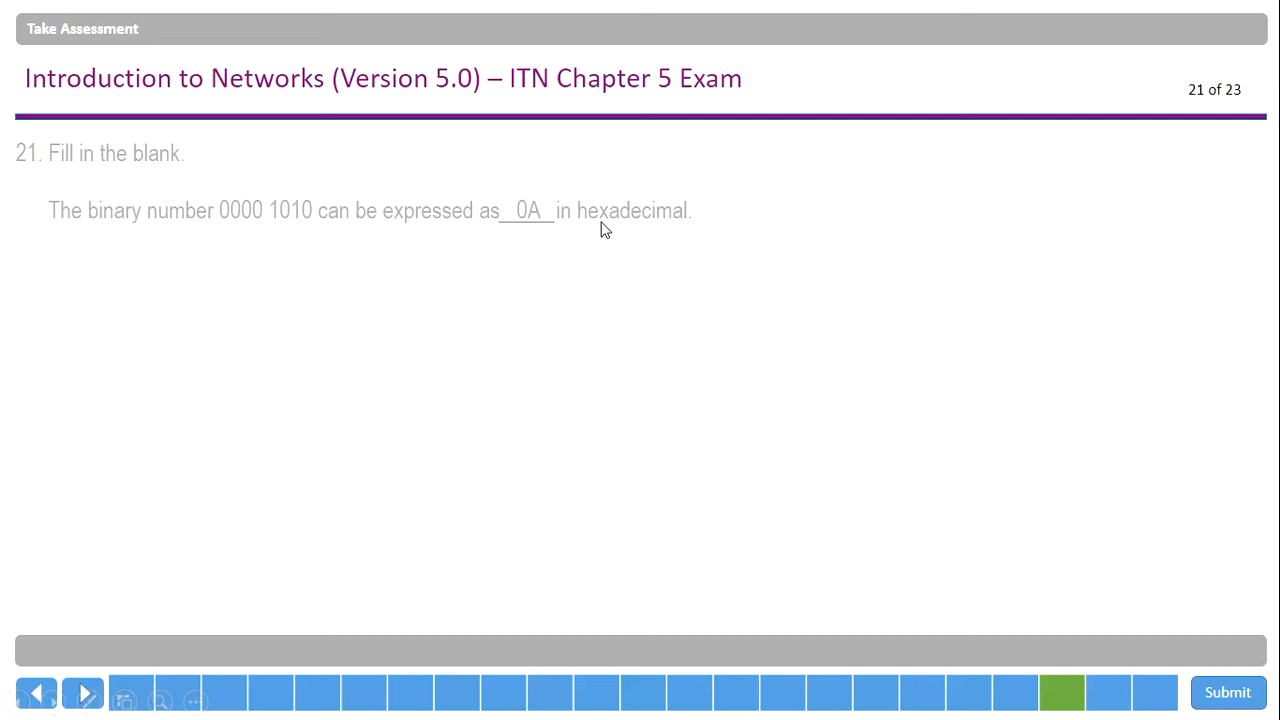 Take Assessment
Introduction to Networks (Version 5.0) – ITN Chapter 5 Exam
21 of 23
21. Fill in the blank.
The binary number 0000 1010 can be expressed as 0A in hexadecimal.
Submit